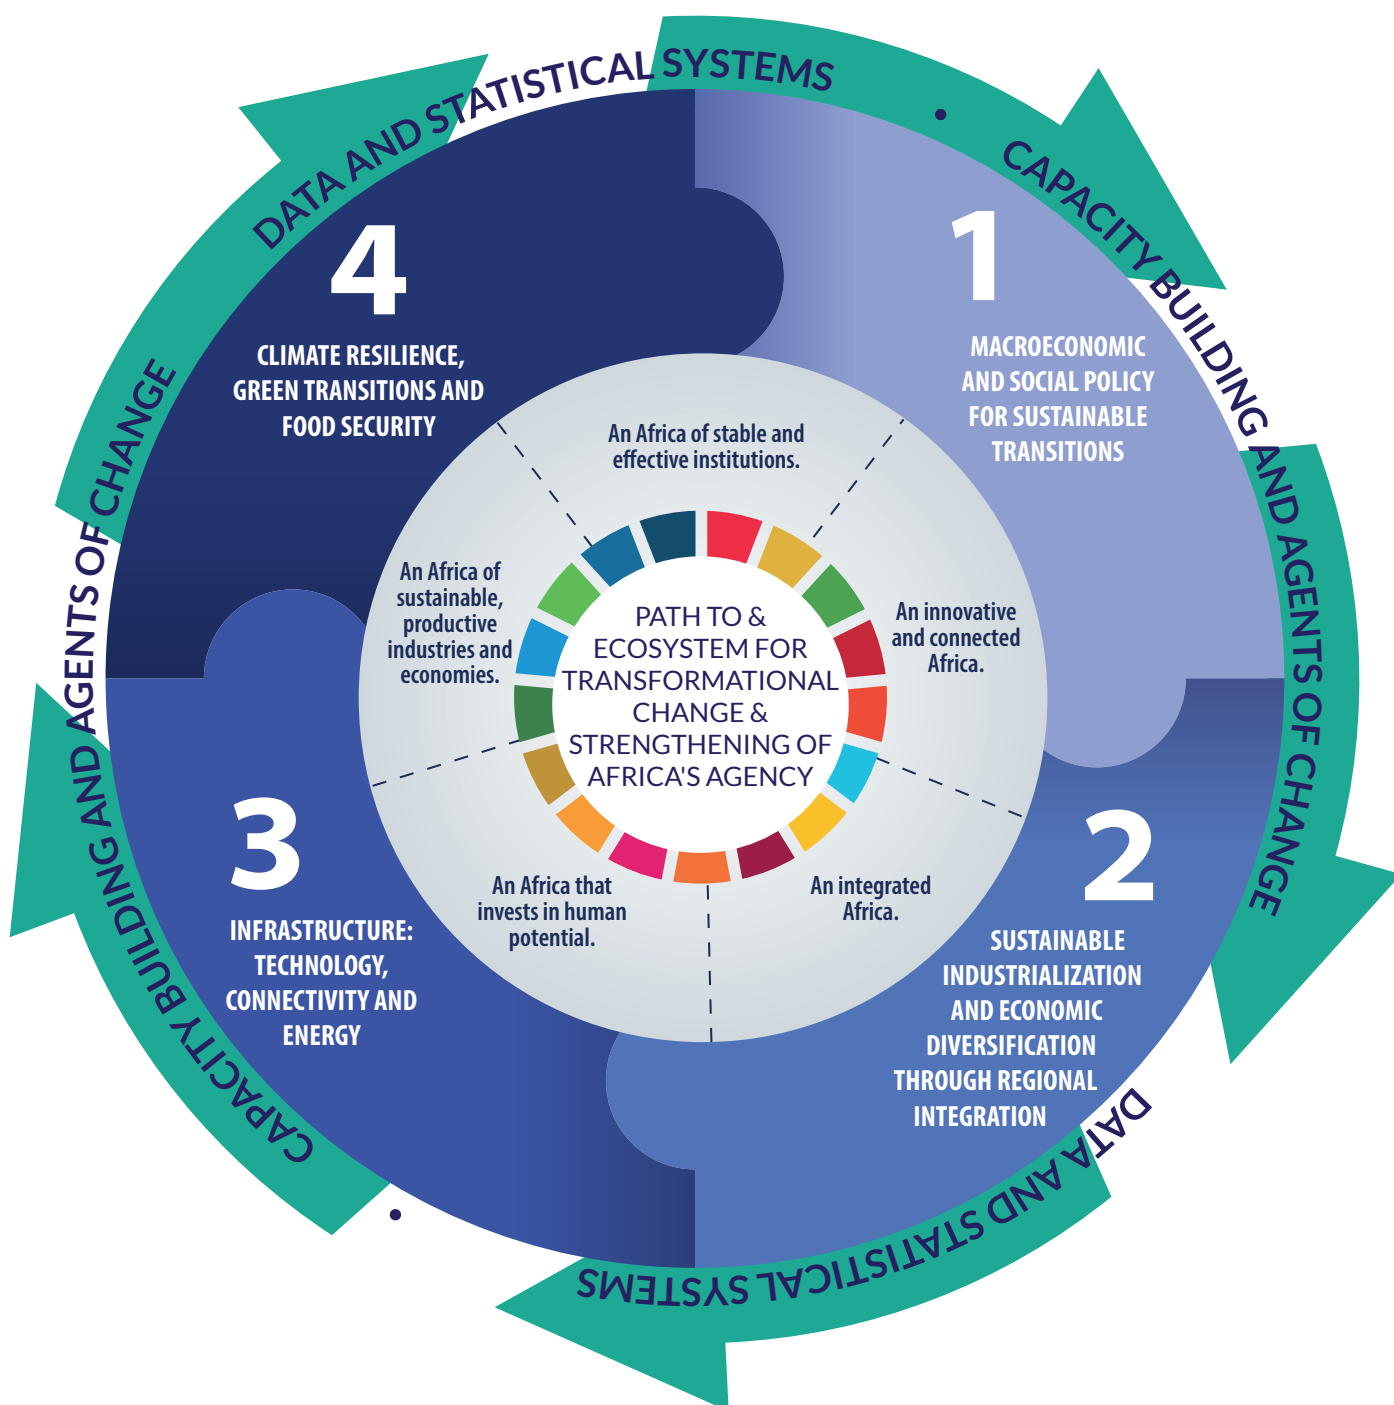 DATA AND STATISTICAL SYSTEMS
•
CAPACITY BUILDING AND AGENTS OF CHANGE
DATA AND STATISTICAL SYSTEMS
•
CAPACITY BUILDING AND AGENTS OF CHANGE
1
MACROECONOMIC
AND SOCIAL POLICY
FOR SUSTAINABLE
TRANSITIONS
2
SUSTAINABLE
INDUSTRIALIZATION
AND ECONOMIC
DIVERSIFICATION
THROUGH REGIONAL
INTEGRATION
3
INFRASTRUCTURE:
TECHNOLOGY,
CONNECTIVITY AND
ENERGY
4
CLIMATE RESILIENCE,
GREEN TRANSITIONS AND
FOOD SECURITY
An Africa of stable and
effective institutions.
An innovative
and connected
Africa.
An integrated
Africa.
An Africa that
invests in human
potential.
An Africa of
sustainable,
productive
industries and
economies.
PATH TO &
ECOSYSTEM FOR
TRANSFORMATIONAL
CHANGE &
STRENGTHENING OF
AFRICA'S AGENCY